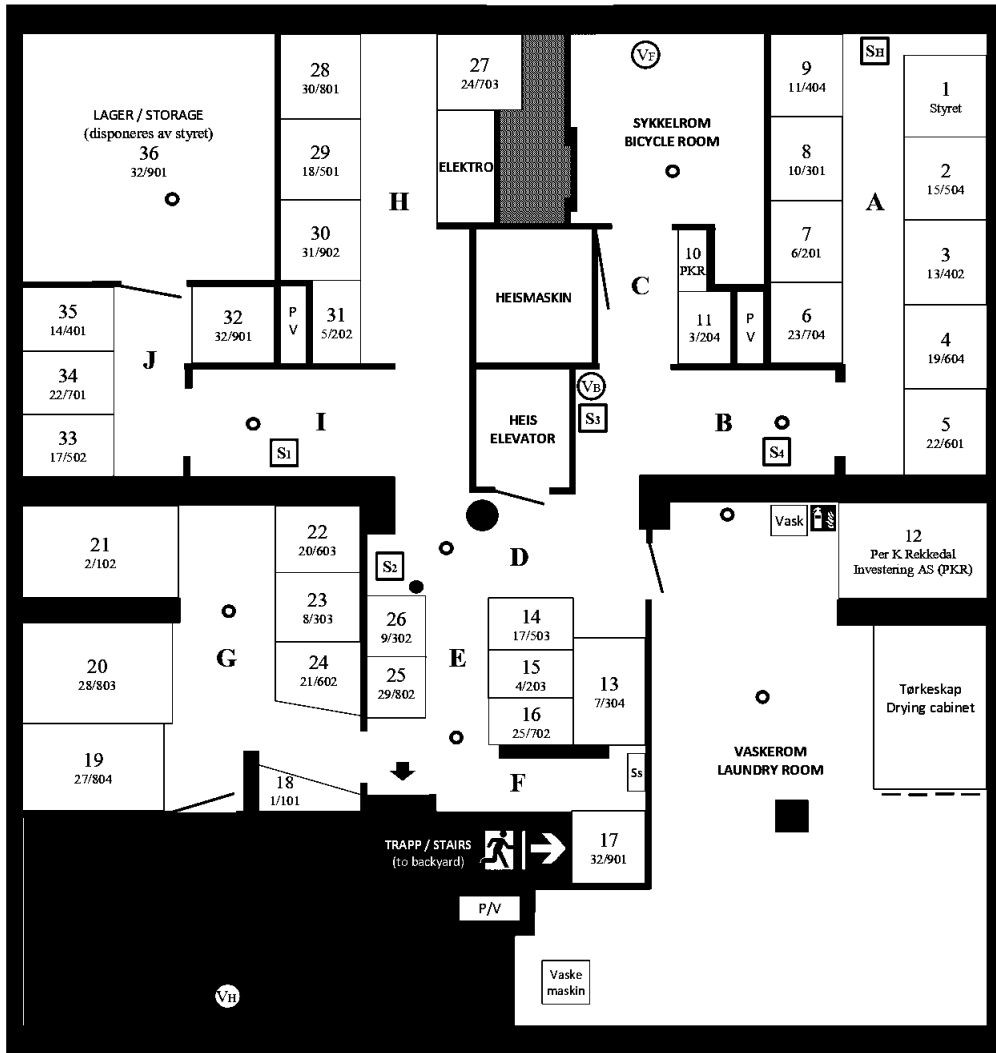 LAGER / STORAGE
(disponeres av styret)
36
32/901
28
30/801
29
18/501
30
31/902
31
5/202
H
27
24/703
ELEKTRO
VF
SYKKELROM
BICYCLE ROOM
9
11/404
8
10/301
7
6/201
6
23/704
SH
A
1
Styret
2
15/504
3
13/402
4
19/604
5
22/601
35
14/401
34
22/701
33
17/502
J
32
32/901
P
V
HEISMASKIN
C
10
PKR
11
3/204
P
V
I
S1
HEIS
ELEVATOR
VB
S3
B
S4
21
2/102
22
20/603
23
8/303
24
21/602
G
20
28/803
19
27/804
18
1/101
S2
D
26
9/302
25
29/802
E
14
17/503
15
4/203
16
25/702
13
7/304
F
S5
17
32/901
TRAPP / STAIRS
(to backyard)
P/V
Vask
12
Per K Rekkedal
Investering AS (PKR)
Tørkeskap
Drying cabinet
VASKEROM
LAUNDRY ROOM
Vaske
maskin
VH